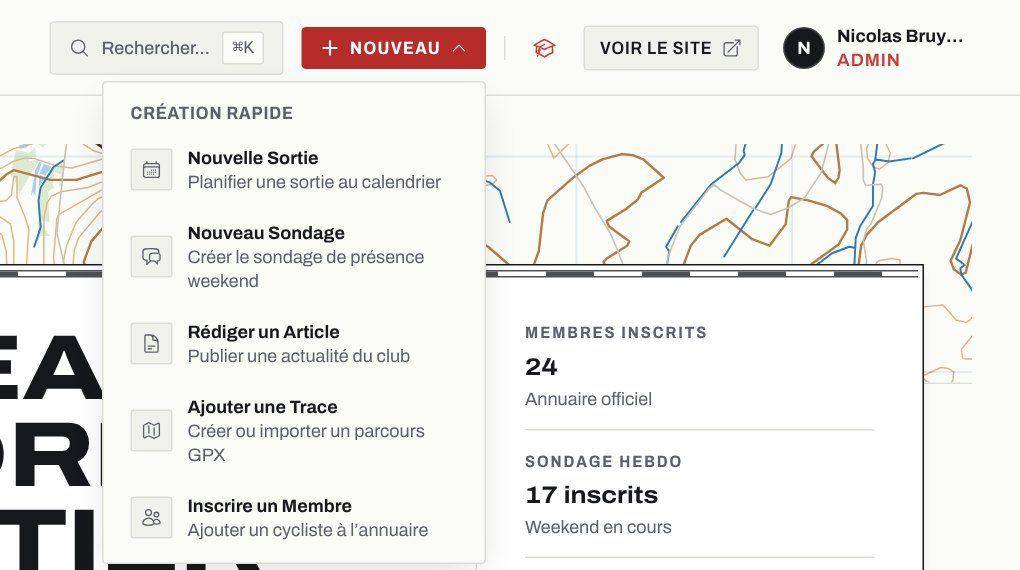 Rechercher... ⌘K
NOUVEAU
VOIR LE SITE
N
Nicolas Bruy...
ADMIN
CRÉATION RAPIDE
Nouvelle Sortie
Planifier une sortie au calendrier
Nouveau Sondage
Créer le sondage de présence
weekend
Rédiger un Article
Publier une actualité du club
Ajouter une Trace
Créer ou importer un parcours
GPX
Inscrire un Membre
Ajouter un cycliste à l’annuaire
MEMBRES INSCRITS
24
Annuaire officiel
SONDAGE HEBDO
17 inscrits
Weekend en cours